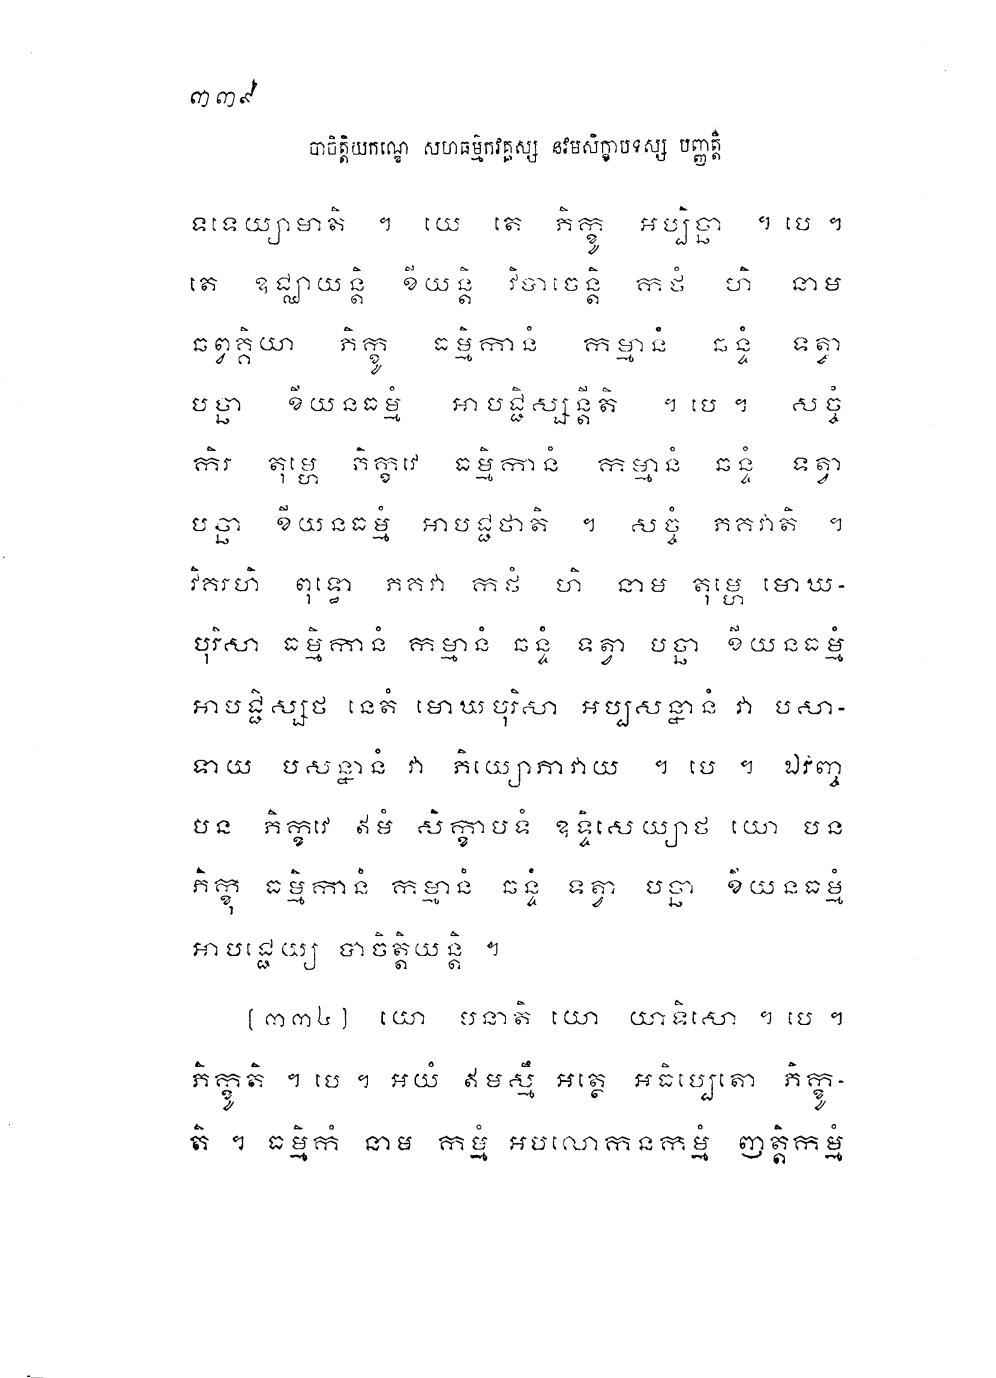 ៣៣៩
បាចិត្តិយកណ្ឌេ សហធម្មិកវគ្គស្ស នវមសិក្ខាបទស្ស បញ្ញត្តិ
ទទេយ្យាមាតិ ។ យេ តេ ភិក្ខូ អប្បិច្ឆា ។ បេ ។
តេ ឧជ្ឈាយន្តិ ខីយន្តិ វិបាចេន្តិ កថំ ហិ នាម
ឆព្វគ្គិយា ភិក្ខូ ធម្មិកានំ កម្មានំ ឆន្ទំ ទត្វា
បច្ឆា ខីយនធម្មំ អាបជ្ជិស្សន្តីតិ ។ បេ ។ សច្ចំ
កិរ តុម្ហេ ភិក្ខវេ ធម្មិកានំ កម្មានំ ឆន្ទំ ទត្វា
បច្ឆា ខីយនធម្មំ អាបជ្ជថាតិ ។ សច្ចំ ភគវាតិ ។
វិគរហិ ពុទ្ធោ ភគវា កថំ ហិ នាម តុម្ហេ មោឃ-
បុរិសា ធម្មិកានំ កម្មានំ ឆន្ទំ ទត្វា បច្ឆា ខីយនធម្មំ
អាបជ្ជិស្សថ នេតំ មោឃបុរិសា អប្បសន្នានំ វា បសា-
ទាយ បសន្នានំ វា ភិយ្យោភាវាយ ។ បេ ។ ឯវញ្ច
បន ភិក្ខវេ ឥមំ សិក្ខាបទំ ឧទ្ទិសេយ្យាថ យោ បន
ភិក្ខុ ធម្មិកានំ កម្មានំ ឆន្ទំ ទត្វា បច្ឆា ខីយនធម្មំ
អាបជ្ជេយ្យ បាចិត្តិយន្តិ ។
(៣៣៤) យោ បនាតិ យោ យាទិសោ ។ បេ ។
ភិក្ខូតិ ។ បេ ។ អយំ ឥមស្មឹ អត្ថេ អធិប្បេតោ ភិក្ខូ-
តិ ។ ធម្មិកំ នាម កម្មំ អបលោកនកម្មំ ញត្តិកម្មំ